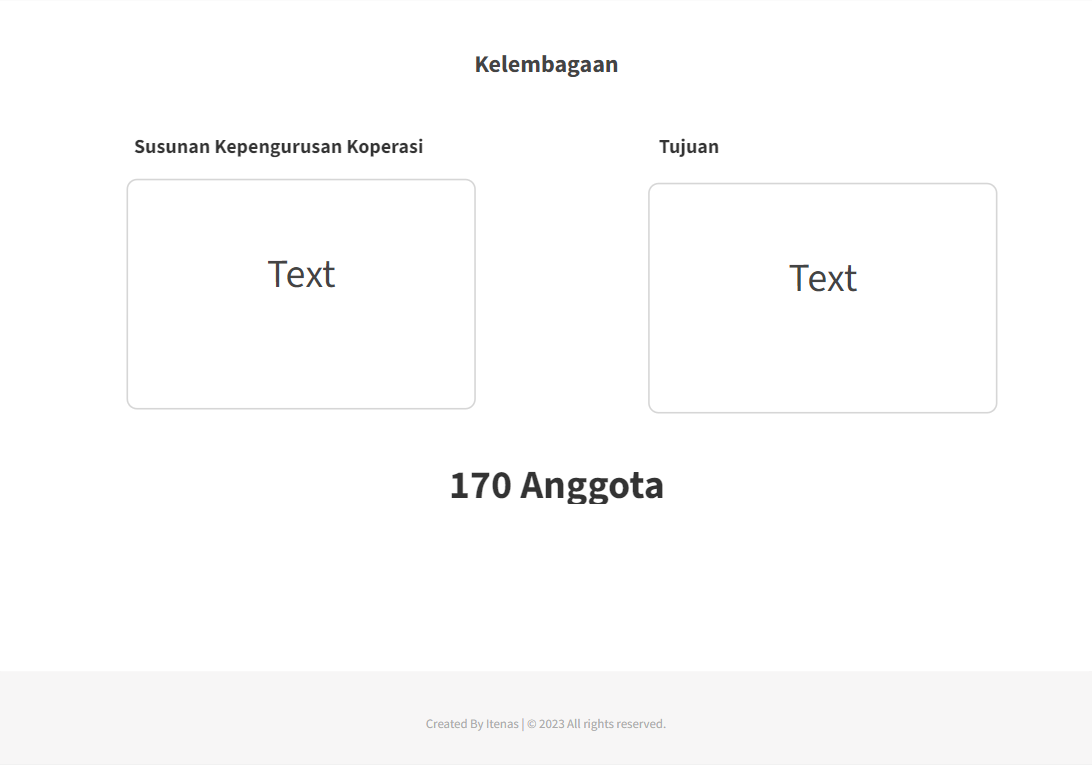 Kelembagaan
Susunan Kepengurusan Koperasi
Tujuan
Text
Text
170 Anggota
Created By Itenas | © 2023 All rights reserved.